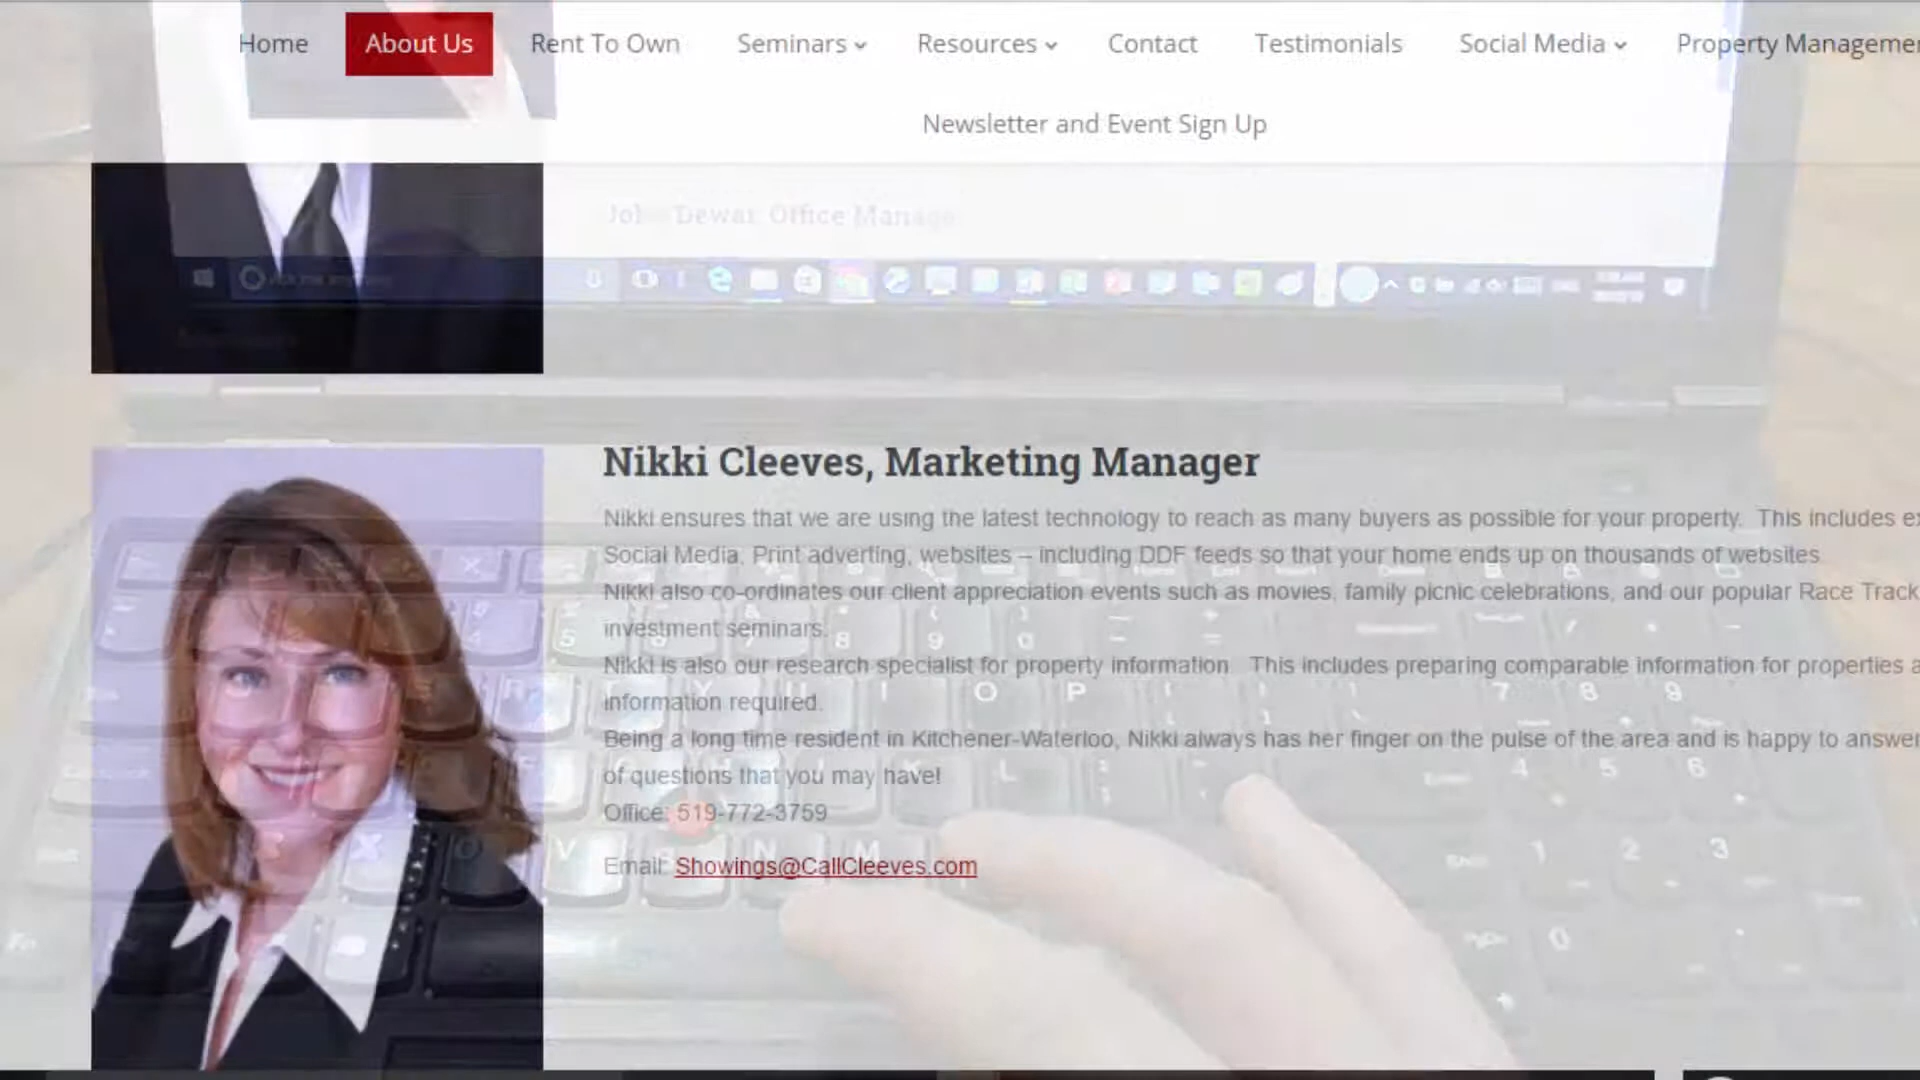 Home About Us Rent To Own Seminars Resources Contact Testimonials Social Media Property
Newsletter and Event Sign Up
Dewar, Office
Nikki Cleeves, Marketing Manager
Nikki ensures that we are using the latest technology to reach as many buyers as possible for your property. This includes
Social Media, Print adverting, websites – including DDF feeds so that your home ends up on thousands of websites.
Nikki also co-ordinates our client appreciation events such as movies, family picnic celebrations, and our popular Race Track
investment seminars.
Nikki is also our research specialist for property information. This includes preparing comparable information for properties
information required.
Being a long time resident in Kitchener-Waterloo, Nikki always has her finger on the pulse of the area and is happy to answer
of questions that you may have!
Office: 519-772-3759
Email: Showings@CallCleeves.com